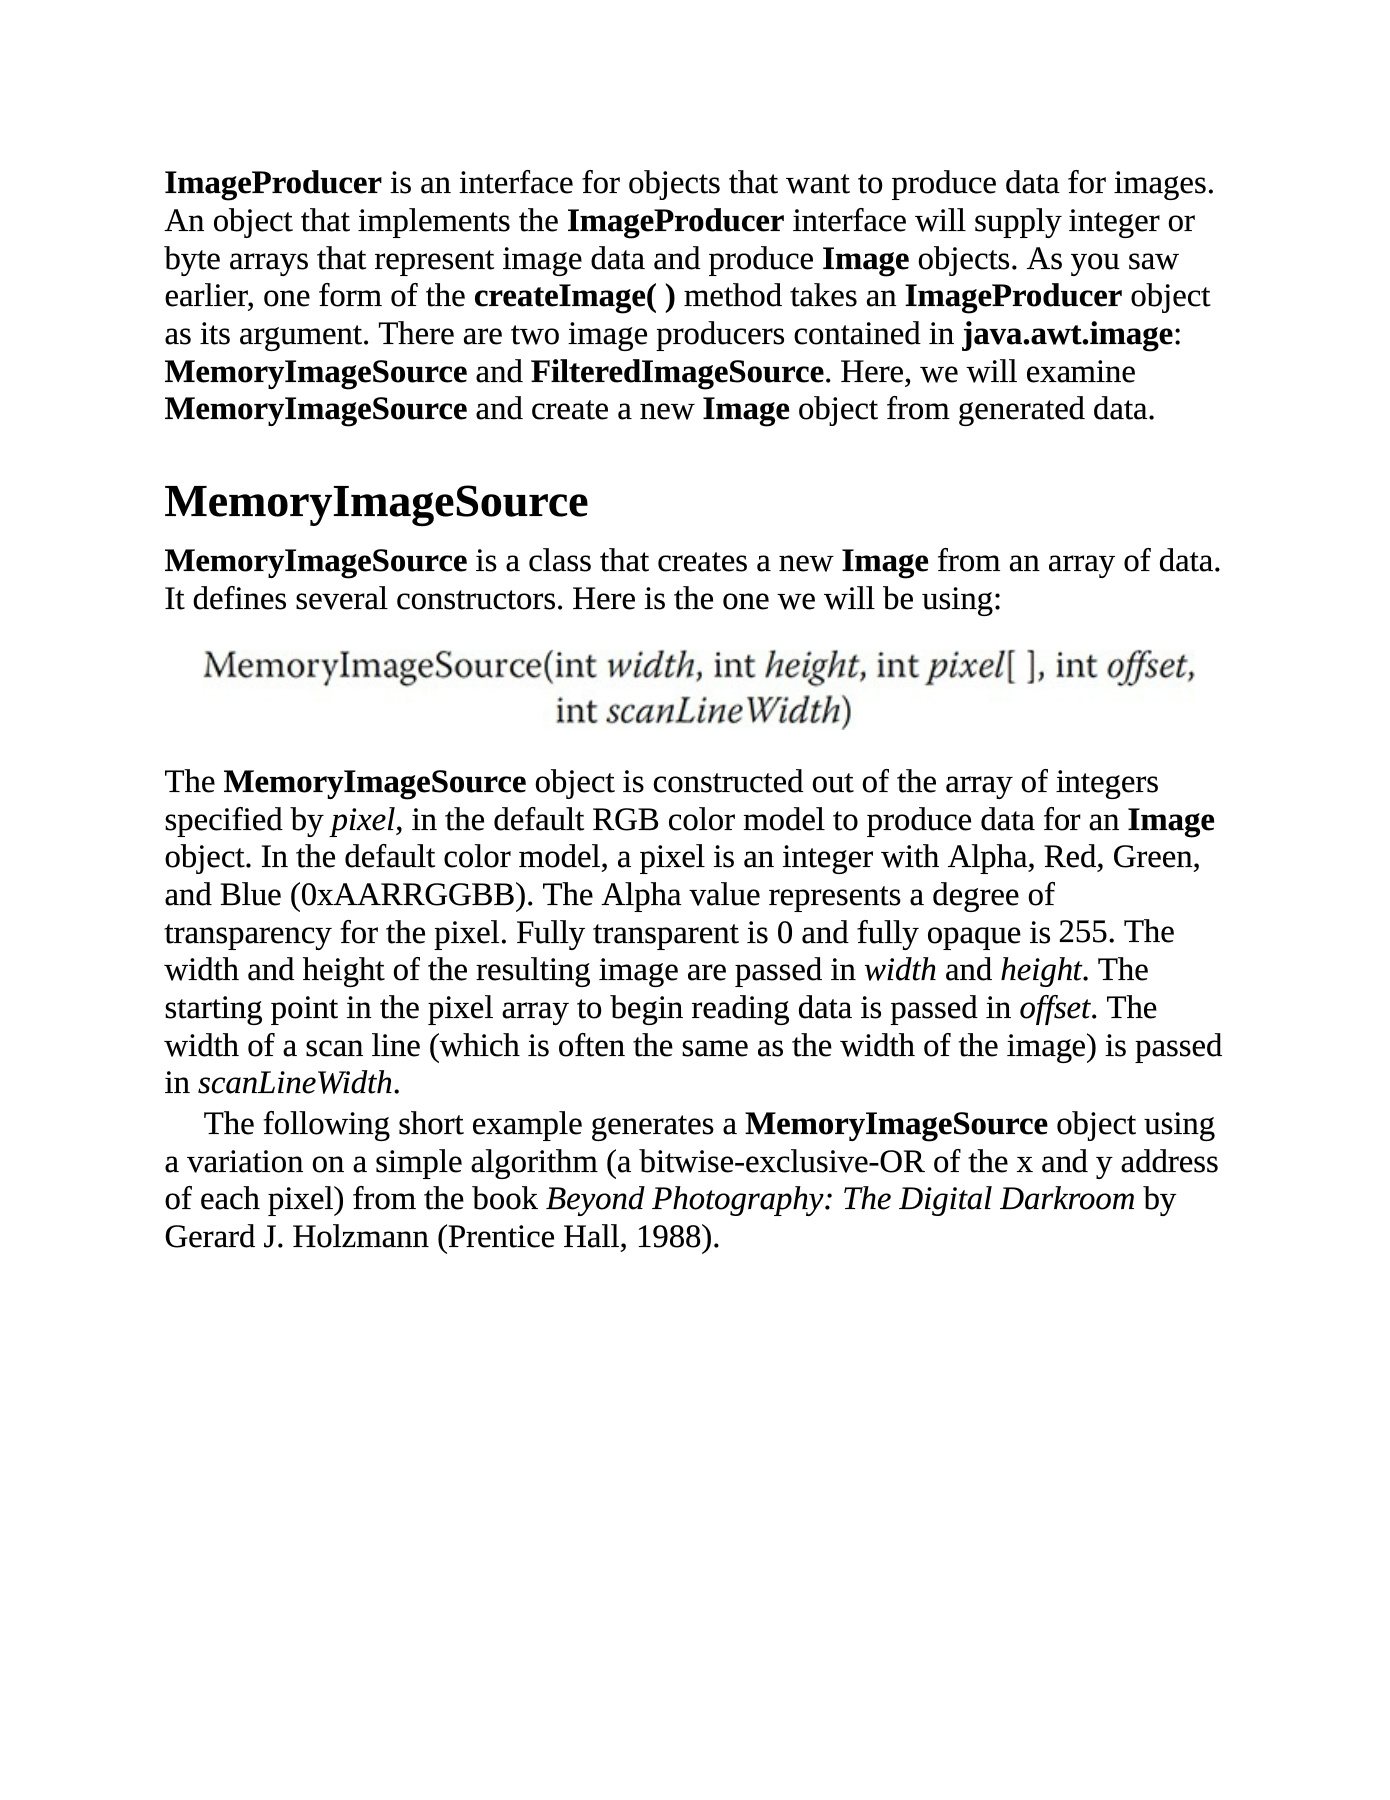 ImageProducer is an interface for objects that want to produce data for images.
An object that implements the ImageProducer interface will supply integer or
byte arrays that represent image data and produce Image objects. As you saw
earlier, one form of the createImage( ) method takes an ImageProducer object
as its argument. There are two image producers contained in java.awt.image:
MemoryImageSource and FilteredImageSource. Here, we will examine
MemoryImageSource and create a new Image object from generated data.
MemoryImageSource
MemoryImageSource is a class that creates a new Image from an array of data.
It defines several constructors. Here is the one we will be using:
MemoryImageSource(int width, int height, int pixel[ ], int offset,
int scanLineWidth)
The MemoryImageSource object is constructed out of the array of integers
specified by pixel, in the default RGB color model to produce data for an Image
object. In the default color model, a pixel is an integer with Alpha, Red, Green,
and Blue (0xAARRGGBB). The Alpha value represents a degree of
transparency for the pixel. Fully transparent is 0 and fully opaque is 255. The
width and height of the resulting image are passed in width and height. The
starting point in the pixel array to begin reading data is passed in offset. The
width of a scan line (which is often the same as the width of the image) is passed
in scanLineWidth.
The following short example generates a MemoryImageSource object using
a variation on a simple algorithm (a bitwise-exclusive-OR of the x and y address
of each pixel) from the book Beyond Photography: The Digital Darkroom by
Gerard J. Holzmann (Prentice Hall, 1988).